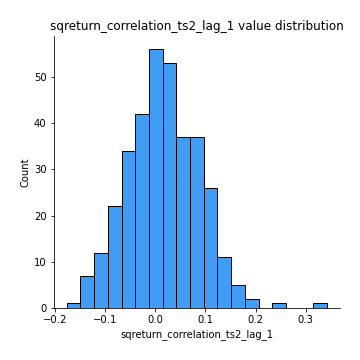 sqreturn_correlation_ts2_lag_1 value distribution
50
40
30
20
10
0
Count
−0.2 −0.1 0.0 0.1 0.2 0.3
sqreturn_correlation_ts2_lag_1